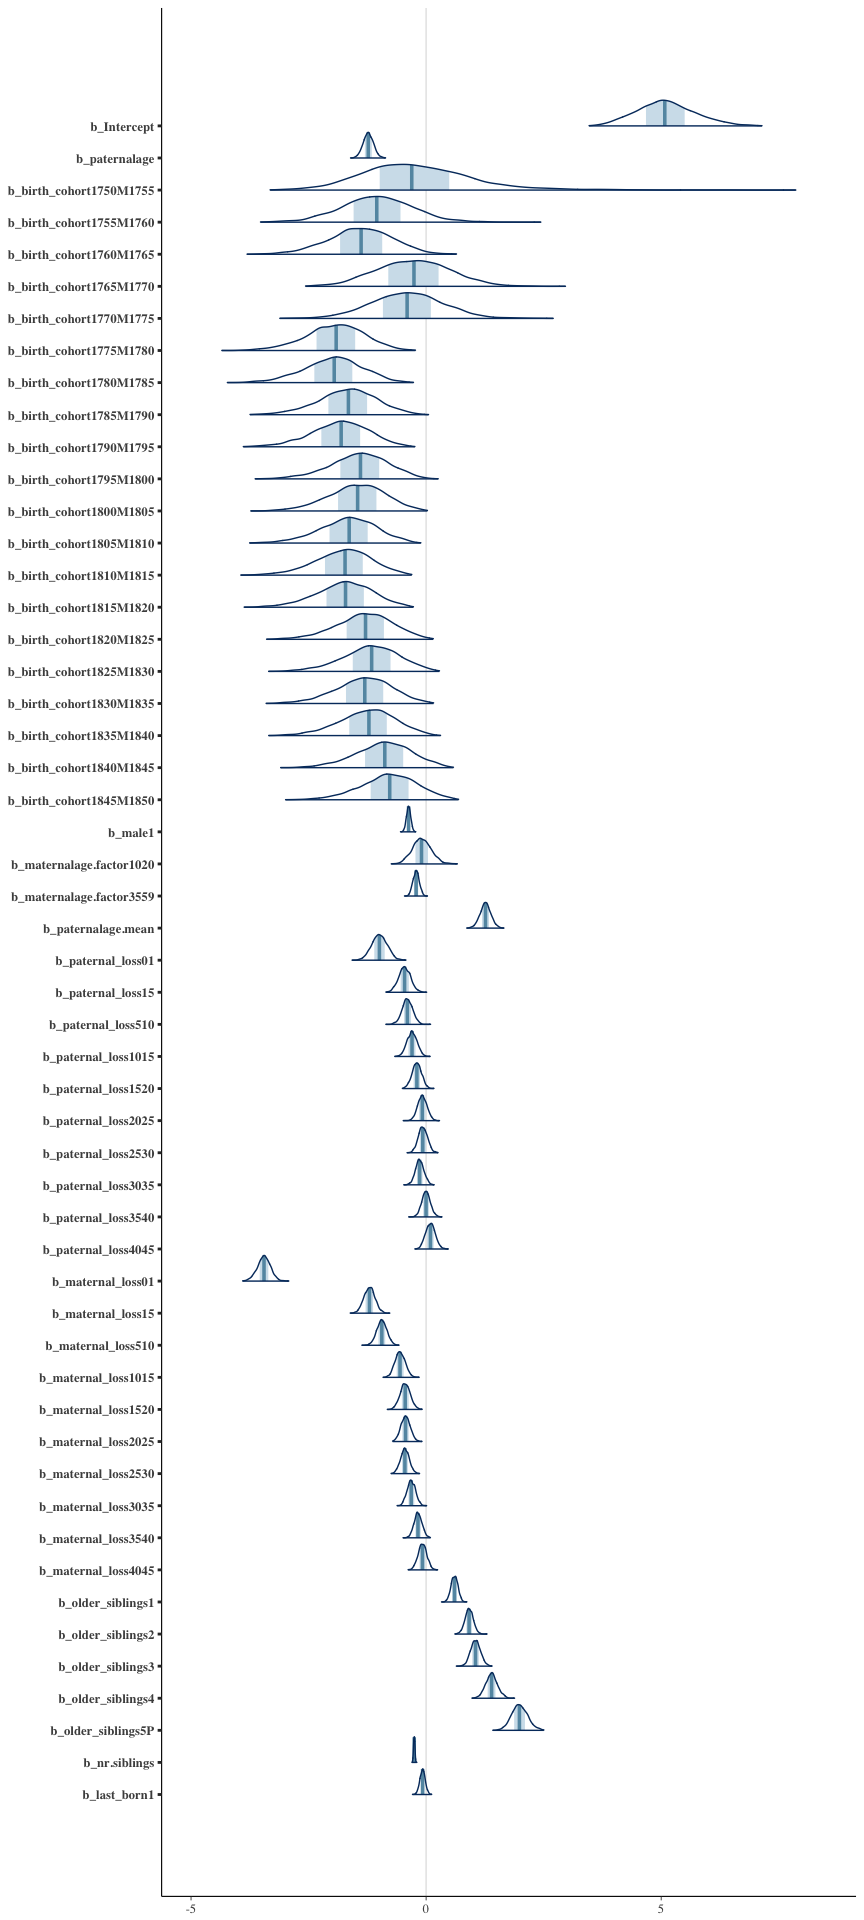 b_Intercept
b_paternalage
b_birth_cohort1750M1755
b_birth_cohort1755M1760
b_birth_cohort1760M1765
b_birth_cohort1765M1770
b_birth_cohort1770M1775
b_birth_cohort1775M1780
b_birth_cohort1780M1785
b_birth_cohort1785M1790
b_birth_cohort1790M1795
b_birth_cohort1795M1800
b_birth_cohort1800M1805
b_birth_cohort1805M1810
b_birth_cohort1810M1815
b_birth_cohort1815M1820
b_birth_cohort1820M1825
b_birth_cohort1825M1830
b_birth_cohort1830M1835
b_birth_cohort1835M1840
b_birth_cohort1840M1845
b_birth_cohort1845M1850
b_male1
b_maternalage.factor1020
b_maternalage.factor3559
b_paternalage.mean
b_paternal_loss01
b_paternal_loss15
b_paternal_loss510
b_paternal_loss1015
b_paternal_loss1520
b_paternal_loss2025
b_paternal_loss2530
b_paternal_loss3035
b_paternal_loss3540
b_paternal_loss4045
b_maternal_loss01
b_maternal_loss15
b_maternal_loss510
b_maternal_loss1015
b_maternal_loss1520
b_maternal_loss2025
b_maternal_loss2530
b_maternal_loss3035
b_maternal_loss3540
b_maternal_loss4045
b_older_siblings1
b_older_siblings2
b_older_siblings3
b_older_siblings4
b_older_siblings5P
b_nr.siblings
b_last_born1
-5 0 5